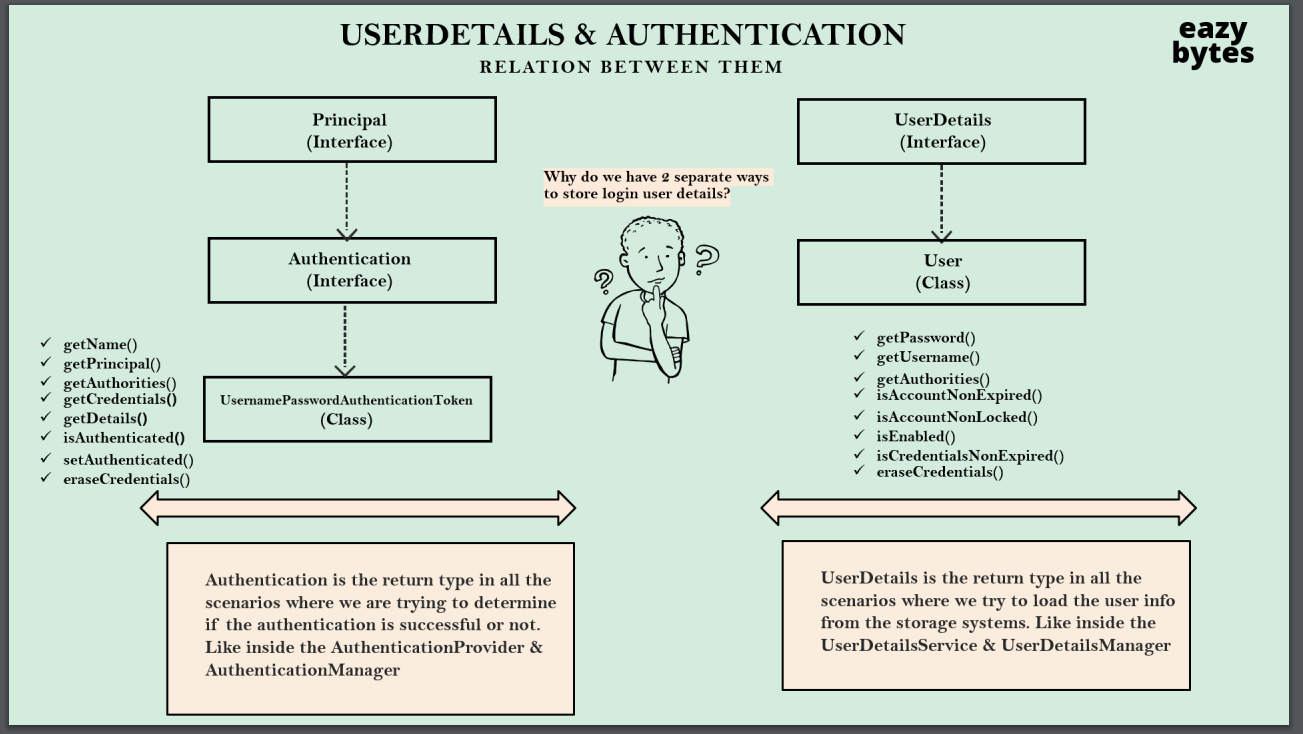 USERDETAILS & AUTHENTICATION
RELATION BETWEEN THEM
eazy
bytes
Principal
(Interface)
Authentication
(Interface)
UsernamePasswordAuthenticationToken
(Class)
✓ getName()
✓ getPrincipal()
✓ getAuthorities()
✓ getCredentials()
✓ getDetails()
✓ isAuthenticated()
✓ setAuthenticated()
✓ eraseCredentials()
Why do we have 2 separate ways
to store login user details?
? ?
UserDetails
(Interface)
User
(Class)
✓ getPassword()
✓ getUsername()
✓ getAuthorities()
✓ isAccountNonExpired()
✓ isAccountNonLocked()
✓ isEnabled()
✓ isCredentialsNonExpired()
✓ eraseCredentials()
Authentication is the return type in all the
scenarios where we are trying to determine
if the authentication is successful or not.
Like inside the AuthenticationProvider &
AuthenticationManager
UserDetails is the return type in all the
scenarios where we try to load the user info
from the storage systems. Like inside the
UserDetailsService & UserDetailsManager